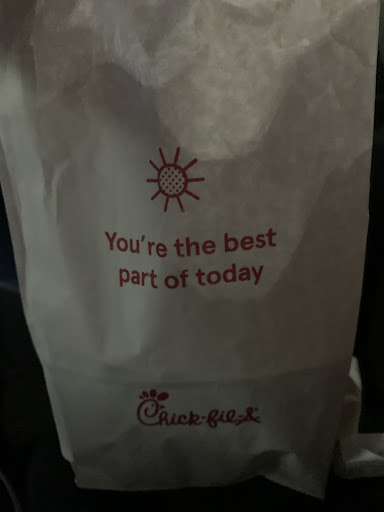 You're the best
part of today
Chick-fil-A